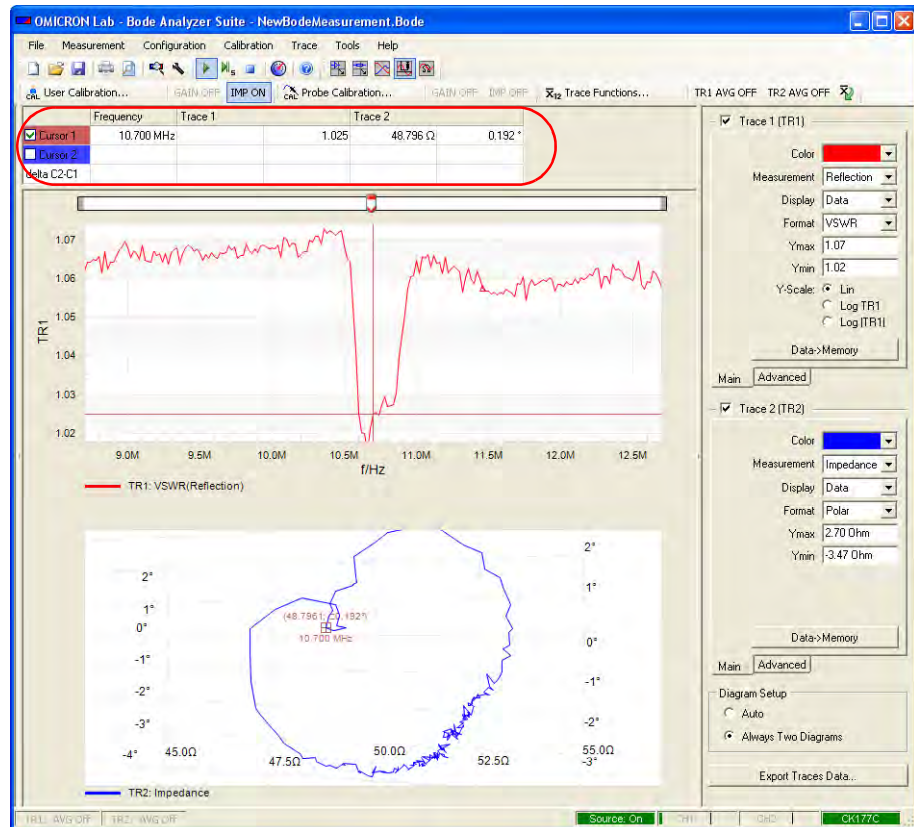 OMICRON Lab - Bode Analyzer Suite - NewBodeMeasurement.Bode
File Measurement Configuration Calibration Trace Tools Help
CAL User Calibration... GAIN OFF IMP ON CAL Probe Calibration... GAIN OFF IMP OFF X12 Trace Functions... TR1 AVG OFF TR2 AVG OFF
Frequency Trace 1 Trace 2
Cursor 1 10.700 MHz 1.025 48.796 Ω 0.192 °
Cursor 2
delta C2-C1
TR1
1.07
1.06
1.05
1.04
1.03
1.02
9.0M 9.5M 10.0M 10.5M 11.0M 11.5M 12.0M 12.5M
f/Hz
TR1: VSWR(Reflection)
2°
1°
0°
-1°
-2°
-3°
-4°
45.0Ω 47.5Ω 50.0Ω 52.5Ω 55.0Ω
2°
1°
0°
-1°
-2°
-3°
10.700 MHz
TR2: Impedance
Trace 1 (TR1)
Color
Measurement Reflection
Display Data
Format VSWR
Ymax 1.07
Ymin 1.02
Y-Scale: Lin
Log TR1
Log |TR1|
Data->Memory
Main Advanced
Trace 2 (TR2)
Color
Measurement Impedance
Display Data
Format Polar
Ymax 2.70 Ohm
Ymin -3.47 Ohm
Data->Memory
Main Advanced
Diagram Setup
Auto
Always Two Diagrams
Export Traces Data...
TR1: AVG OFF TR2: AVG OFF Source: On CH1 CH2 CK177C